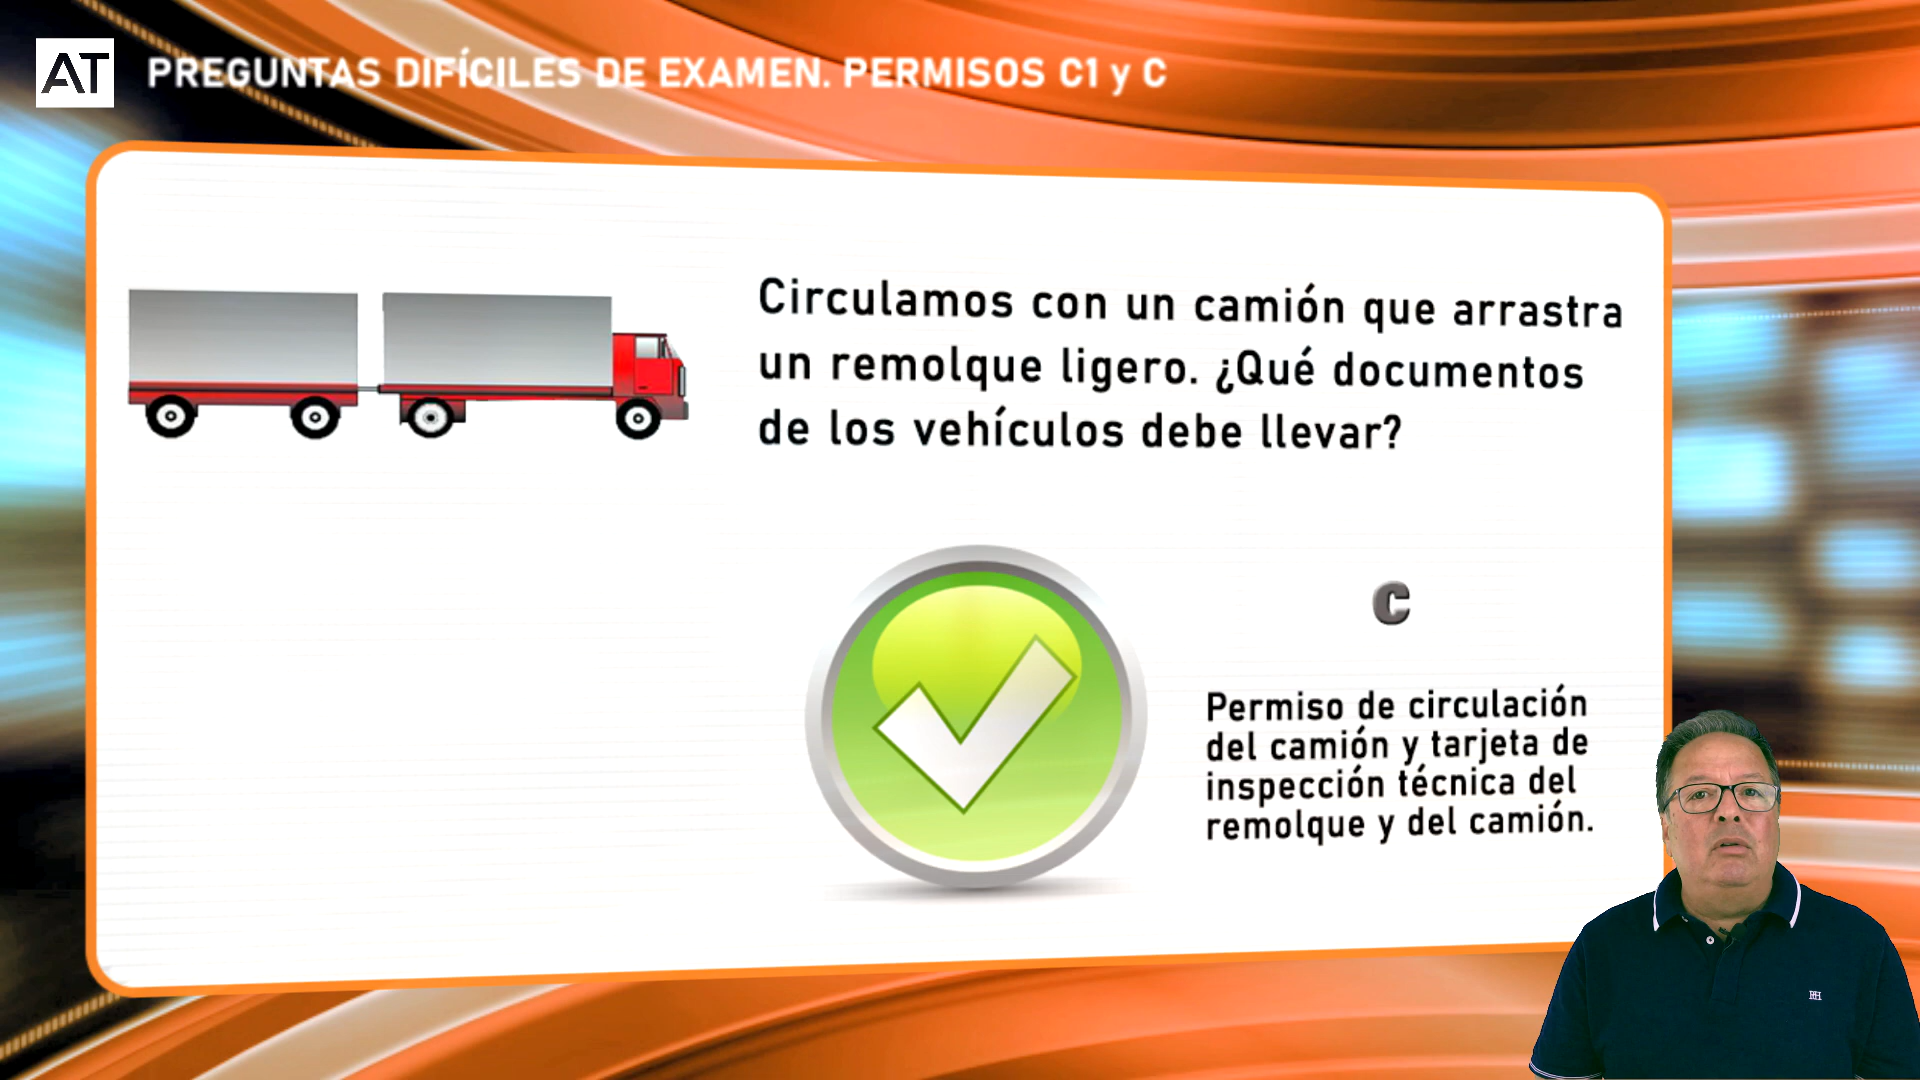 AT
PREGUNTAS DIFÍCILES DE EXAMEN. PERMISOS C1 y C
Circulamos con un camión que arrastra
un remolque ligero. ¿Qué documentos
de los vehículos debe llevar?
C
Permiso de circulación
del camión y tarjeta de
inspección técnica del
remolque y del camión.